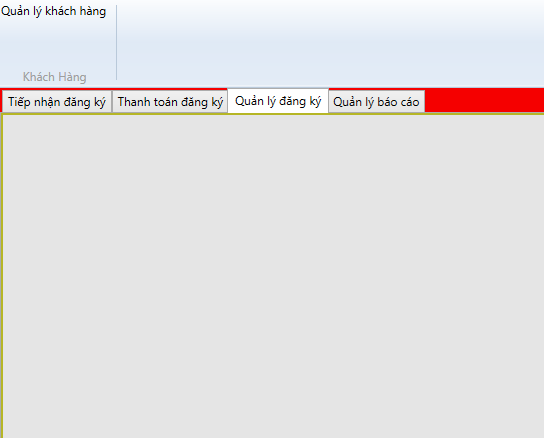 Quản lý khách hàng
Khách Hàng
Tiếp nhận đăng ký Thanh toán đăng ký Quản lý đăng ký Quản lý báo cáo